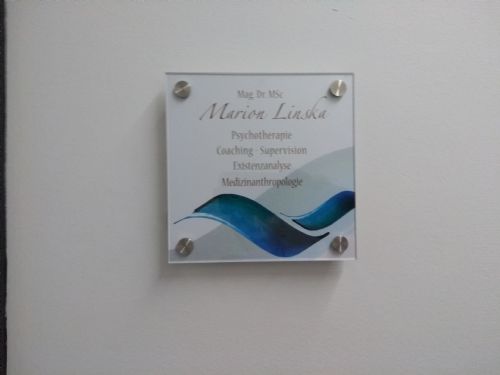 Mag. Dr. MSc
Marion Linska
Psychotherapie
Coaching · Supervision
Existenzanalyse
Medizinanthropologie